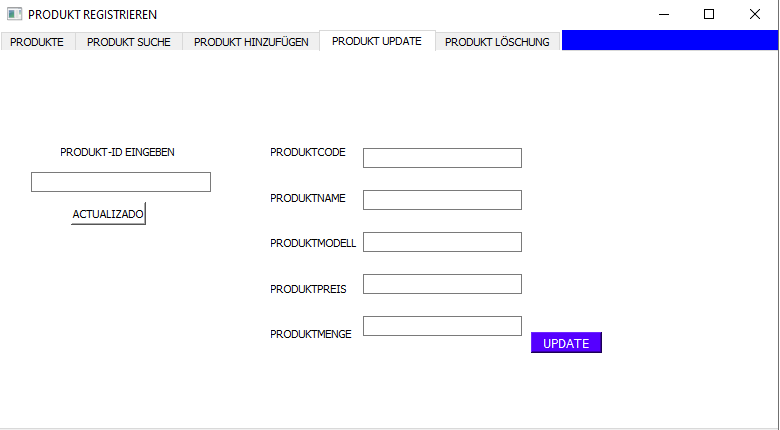 PRODUKT REGISTRIEREN
PRODUKTE PRODUKT SUCHE PRODUKT HINZUFÜGEN PRODUKT UPDATE PRODUKT LÖSCHUNG
PRODUKT-ID EINGEBEN
ACTUALIZADO
PRODUKTCODE
PRODUKTNAME
PRODUKTMODELL
PRODUKTPREIS
PRODUKTMENGE
UPDATE